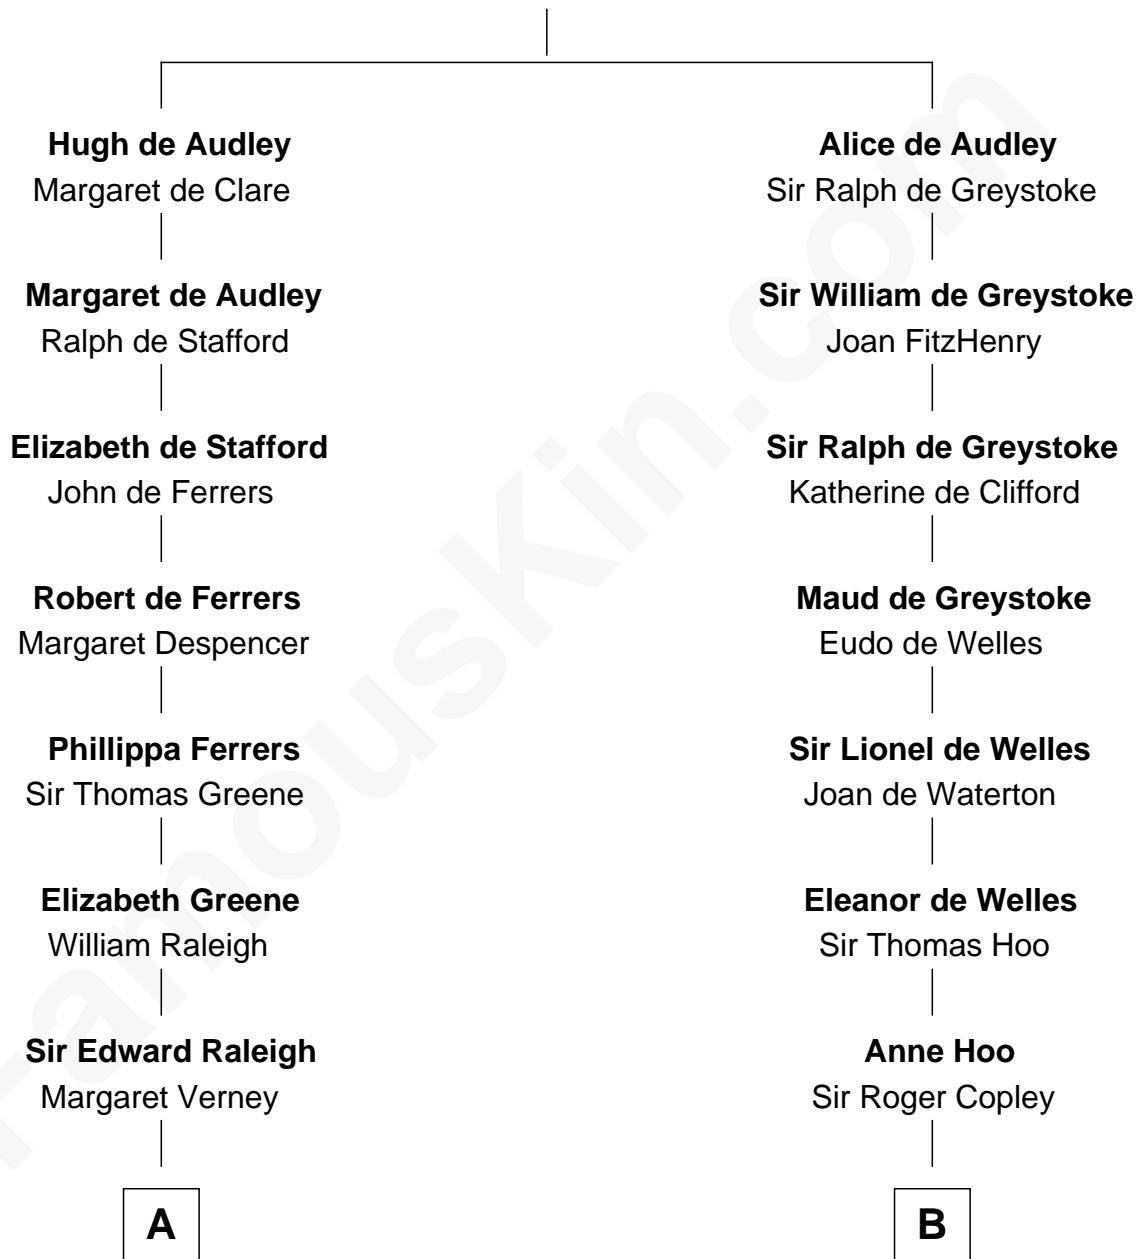 Hugh de Audley
Margaret de Clare
Margaret de Audley
Ralph de Stafford
Elizabeth de Stafford
John de Ferrers
Robert de Ferrers
Margaret Despencer
Phillippa Ferrers
Sir Thomas Greene
Elizabeth Greene
William Raleigh
Sir Edward Raleigh
Margaret Verney
A
Alice de Audley
Sir Ralph de Greystoke
Sir William de Greystoke
Joan FitzHenry
Sir Ralph de Greystoke
Katherine de Clifford
Maud de Greystoke
Eudo de Welles
Sir Lionel de Welles
Joan de Waterton
Eleanor de Welles
Sir Thomas Hoo
Anne Hoo
Sir Roger Copley
B
FamousKin.com